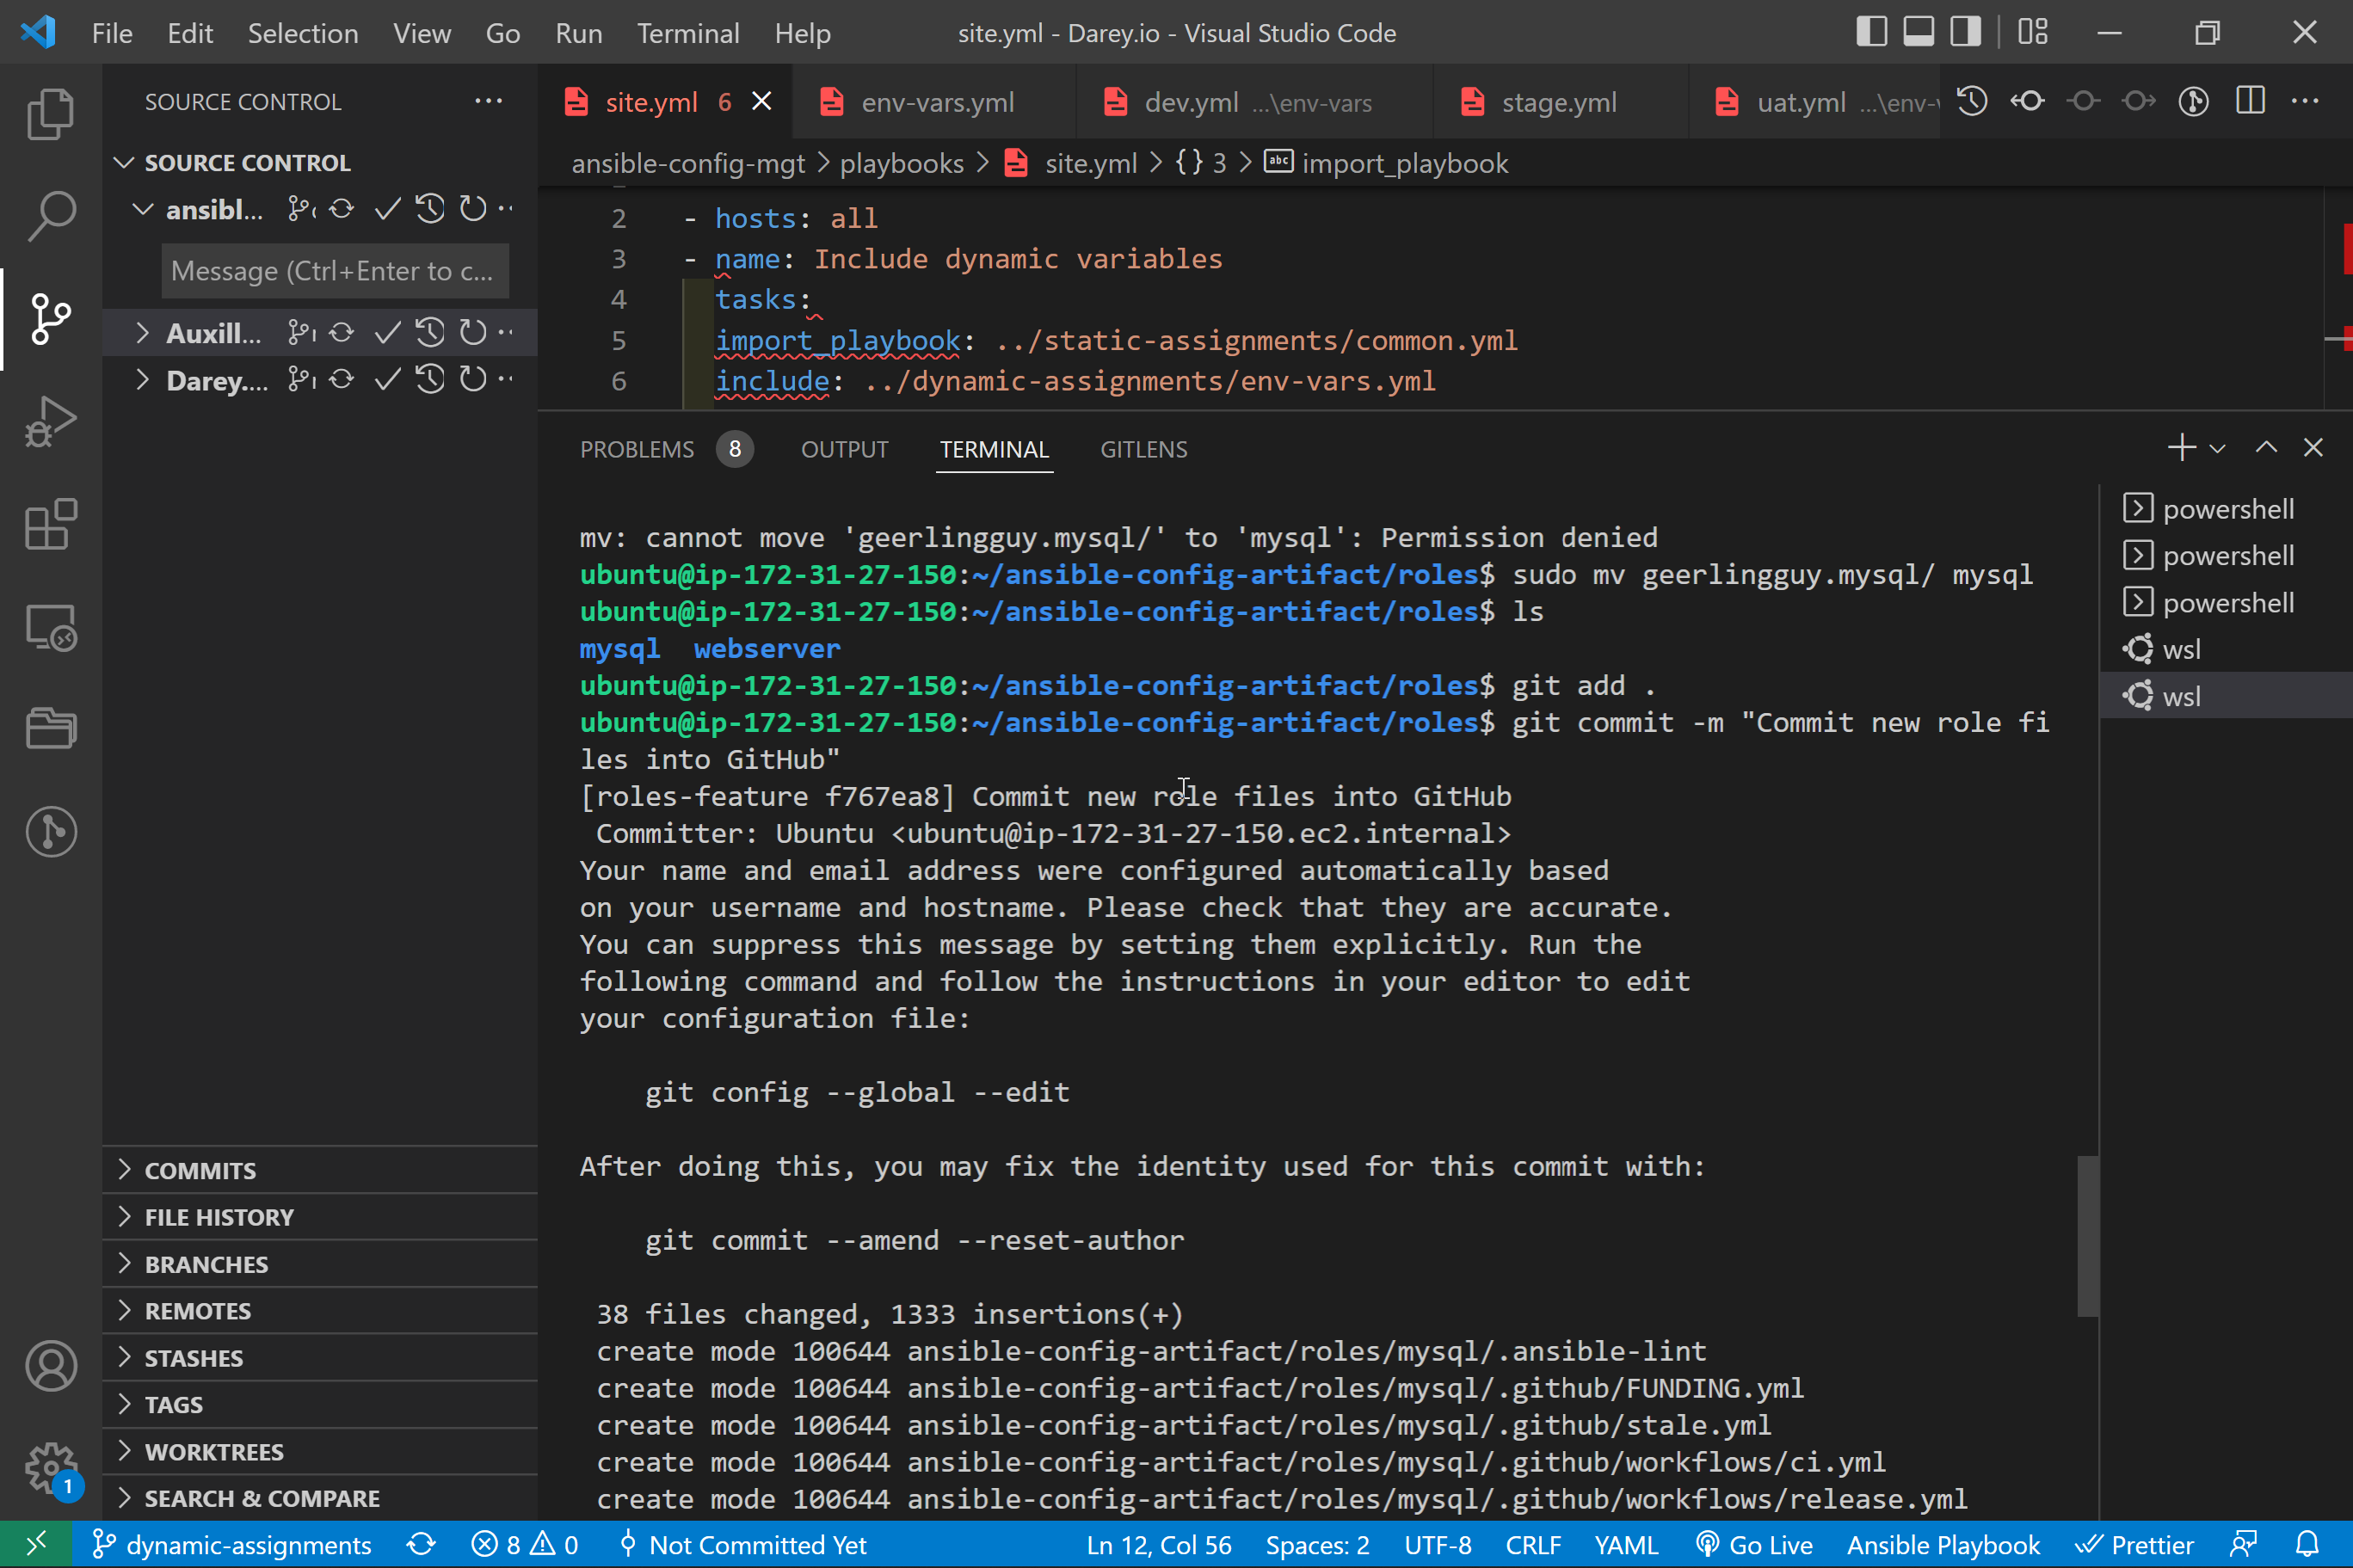 File Edit Selection View Go Run Terminal Help site.yml - Darey.io - Visual Studio Code
SOURCE CONTROL ...
site.yml 6 env-vars.yml dev.yml ...\env-vars stage.yml uat.yml ...\env-v
SOURCE CONTROL
ansible-config-mgt > playbooks > site.yml > {} 3 > abc import_playbook
ansibl...
Message (Ctrl+Enter to c...
Auxill...
Darey....
2 - hosts: all
3 - name: Include dynamic variables
4 tasks:
5 import_playbook: ../static-assignments/common.yml
6 include: ../dynamic-assignments/env-vars.yml
PROBLEMS 8 OUTPUT TERMINAL GITLENS
mv: cannot move 'geerlingguy.mysql/' to 'mysql': Permission denied
ubuntu@ip-172-31-27-150:~/ansible-config-artifact/roles$ sudo mv geerlingguy.mysql/ mysql
ubuntu@ip-172-31-27-150:~/ansible-config-artifact/roles$ ls
mysql webserver
ubuntu@ip-172-31-27-150:~/ansible-config-artifact/roles$ git add .
ubuntu@ip-172-31-27-150:~/ansible-config-artifact/roles$ git commit -m "Commit new role fi
les into GitHub"
[roles-feature f767ea8] Commit new role files into GitHub
Committer: Ubuntu <ubuntu@ip-172-31-27-150.ec2.internal>
Your name and email address were configured automatically based
on your username and hostname. Please check that they are accurate.
You can suppress this message by setting them explicitly. Run the
following command and follow the instructions in your editor to edit
your configuration file:
git config --global --edit
After doing this, you may fix the identity used for this commit with:
git commit --amend --reset-author
38 files changed, 1333 insertions(+)
create mode 100644 ansible-config-artifact/roles/mysql/.ansible-lint
create mode 100644 ansible-config-artifact/roles/mysql/.github/FUNDING.yml
create mode 100644 ansible-config-artifact/roles/mysql/.github/stale.yml
create mode 100644 ansible-config-artifact/roles/mysql/.github/workflows/ci.yml
create mode 100644 ansible-config-artifact/roles/mysql/.github/workflows/release.yml
powershell
powershell
powershell
wsl
wsl
COMMITS
FILE HISTORY
BRANCHES
REMOTES
STASHES
TAGS
WORKTREES
SEARCH & COMPARE
1
dynamic-assignments 8 0 Not Committed Yet Ln 12, Col 56 Spaces: 2 UTF-8 CRLF YAML Go Live Ansible Playbook Prettier